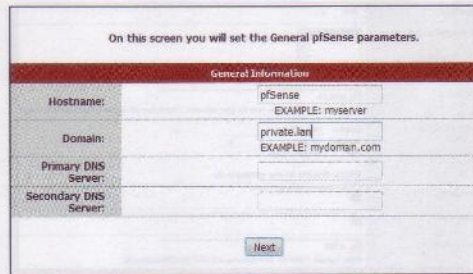 On this screen you will set the General pfSense parameters.
General Information
Hostname:
pfSense
EXAMPLE: myserver
Domain:
private.lan
EXAMPLE: mydomain.com
Primary DNS
Server:
Secondary DNS
Server:
Next